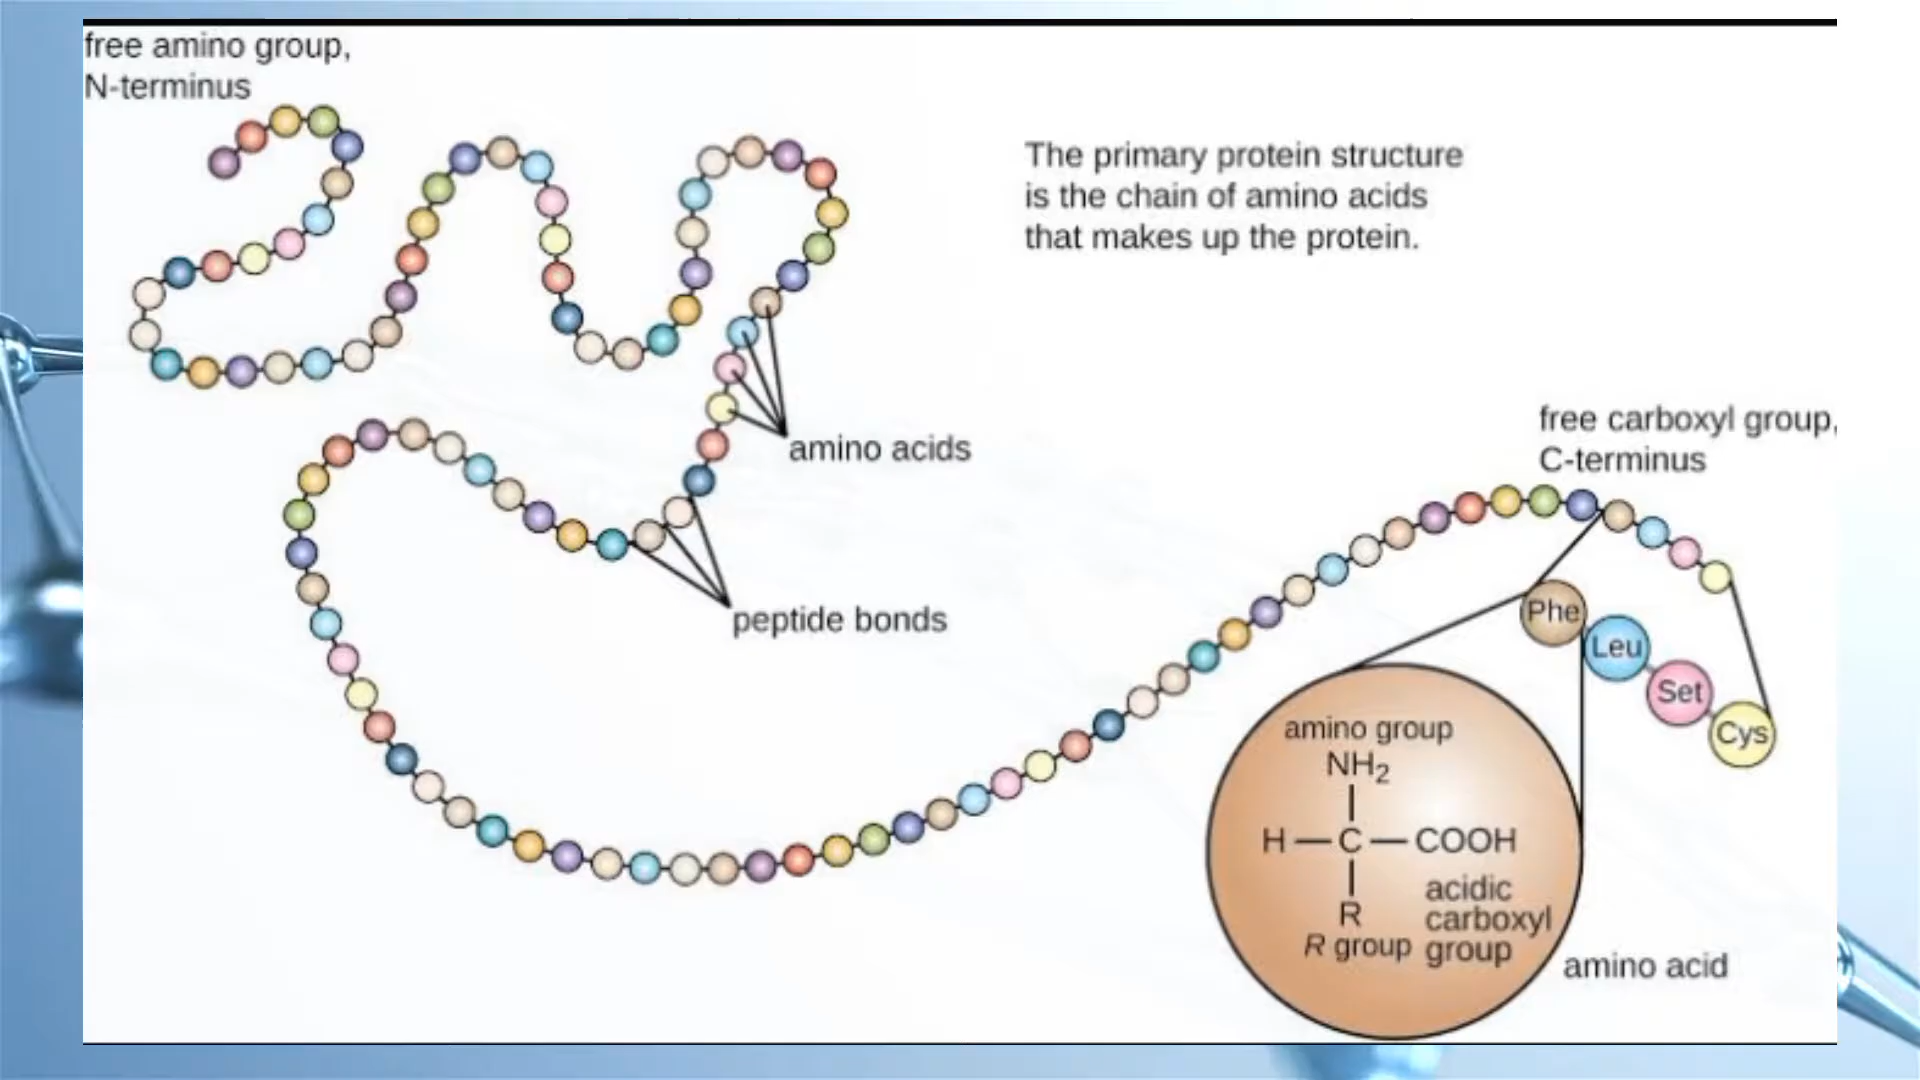 free amino group,
N-terminus
The primary protein structure
is the chain of amino acids
that makes up the protein.
amino acids
peptide bonds
free carboxyl group,
C-terminus
Phe
Leu
Set
Cys
amino group
NH2
H—C—COOH
R
R group
acidic
carboxyl
group
amino acid